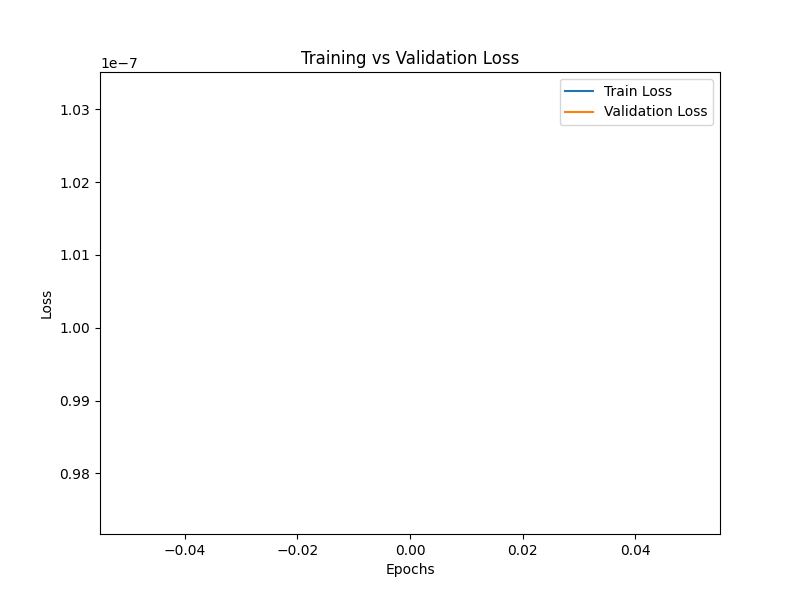 Training vs Validation Loss
1e−7
Train Loss
Validation Loss
1.03
1.02
1.01
1.00
0.99
0.98
Loss
−0.04
−0.02
0.00
0.02
0.04
Epochs